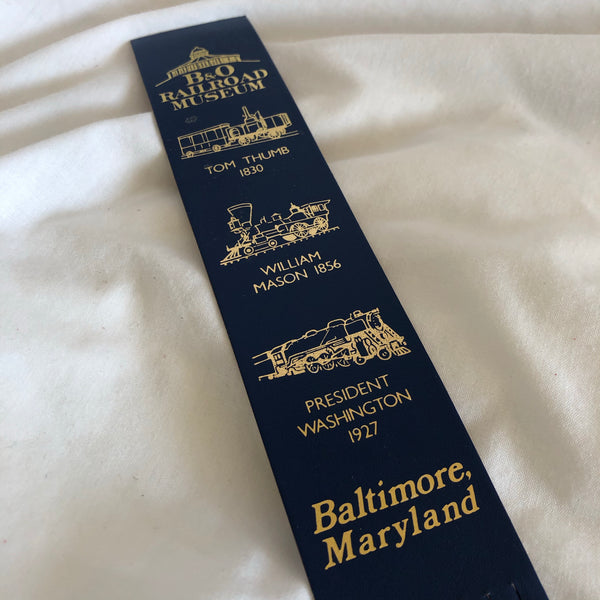 B&O
RAILROAD
MUSEUM
TOM THUMB
1830
WILLIAM
MASON 1856
PRESIDENT
WASHINGTON
1927
Baltimore,
Maryland